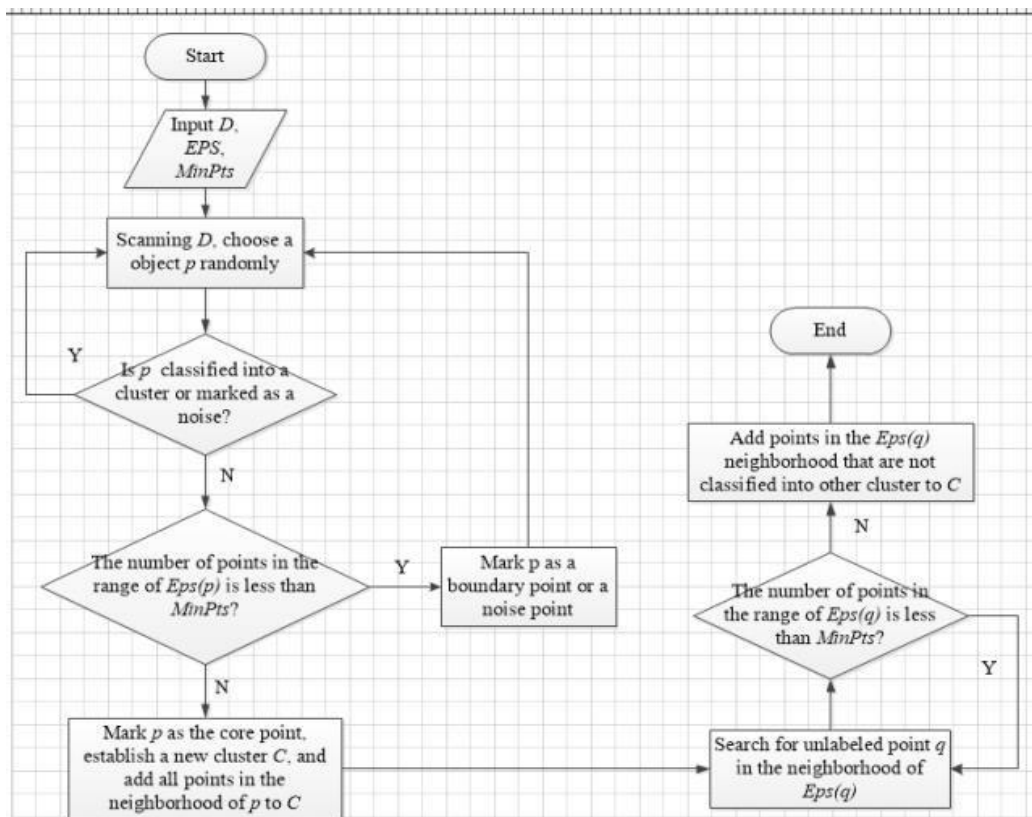 Start
Input D,
EPS,
MinPts
Scanning D, choose a
object p randomly
Y
Is p classified into a
cluster or marked as a
noise?
N
The number of points in the
range of Eps(p) is less than
MinPts?
Y
Mark p as a
boundary point or a
noise point
N
Mark p as the core point,
establish a new cluster C, and
add all points in the
neighborhood of p to C
End
Add points in the Eps(q)
neighborhood that are not
classified into other cluster to C
N
The number of points in
the range of Eps(q) is less
than MinPts?
Y
Search for unlabeled point q
in the neighborhood of
Eps(q)